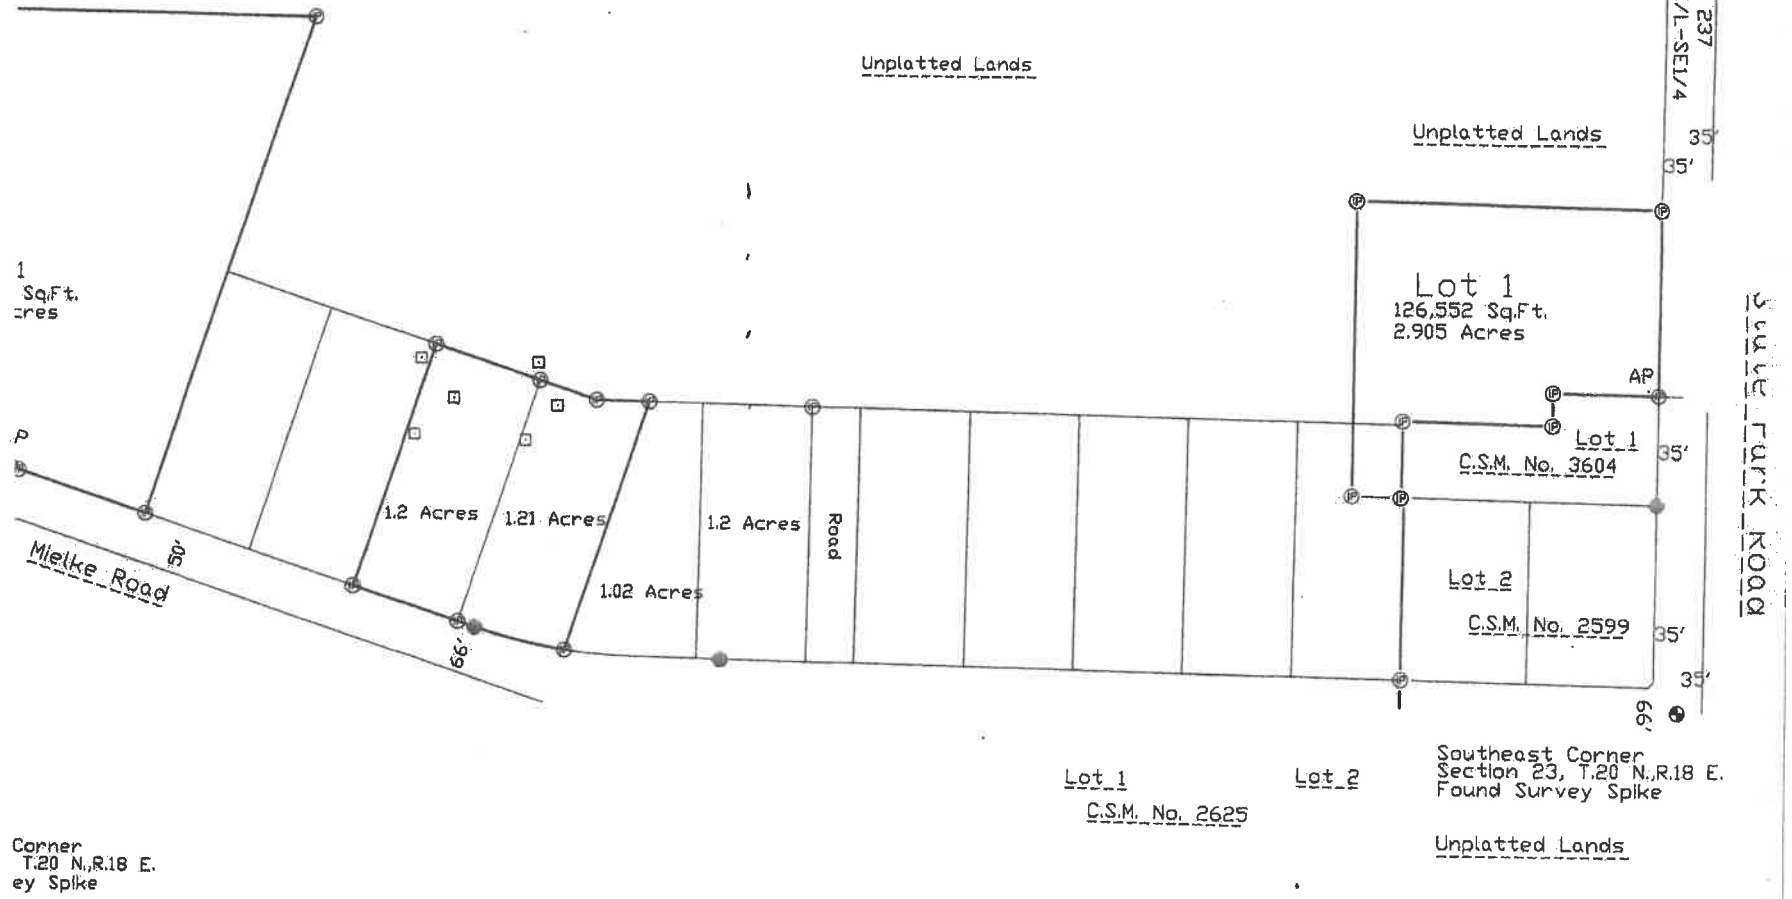 237
/L-SE1/4
Unplatted Lands
Unplatted Lands
35'
35'
Lot 1
126,552 Sq.Ft.
2.905 Acres
1
Sq.Ft.
cres
AP
P
Lot 1
C.S.M. No. 3604
35'
State Park Road
1.2 Acres
1.21 Acres
1.2 Acres
Road
1.02 Acres
50'
Mielke Road
66'
Lot 2
C.S.M. No. 2599
35'
35'
66'
Southeast Corner
Section 23, T.20 N.,R.18 E.
Found Survey Spike
Lot 1
Lot 2
C.S.M. No. 2625
Unplatted Lands
Corner
T.20 N.,R.18 E.
ey Spike